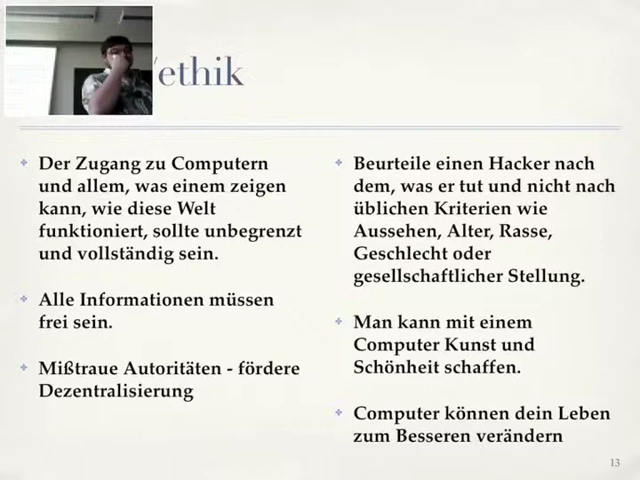 ethik
Der Zugang zu Computern
und allem, was einem zeigen
kann, wie diese Welt
funktioniert, sollte unbegrenzt
und vollständig sein.
Alle Informationen müssen
frei sein.
Mißtraue Autoritäten - fördere
Dezentralisierung
Beurteile einen Hacker nach
dem, was er tut und nicht nach
üblichen Kriterien wie
Aussehen, Alter, Rasse,
Geschlecht oder
gesellschaftlicher Stellung.
Man kann mit einem
Computer Kunst und
Schönheit schaffen.
Computer können dein Leben
zum Besseren verändern
13